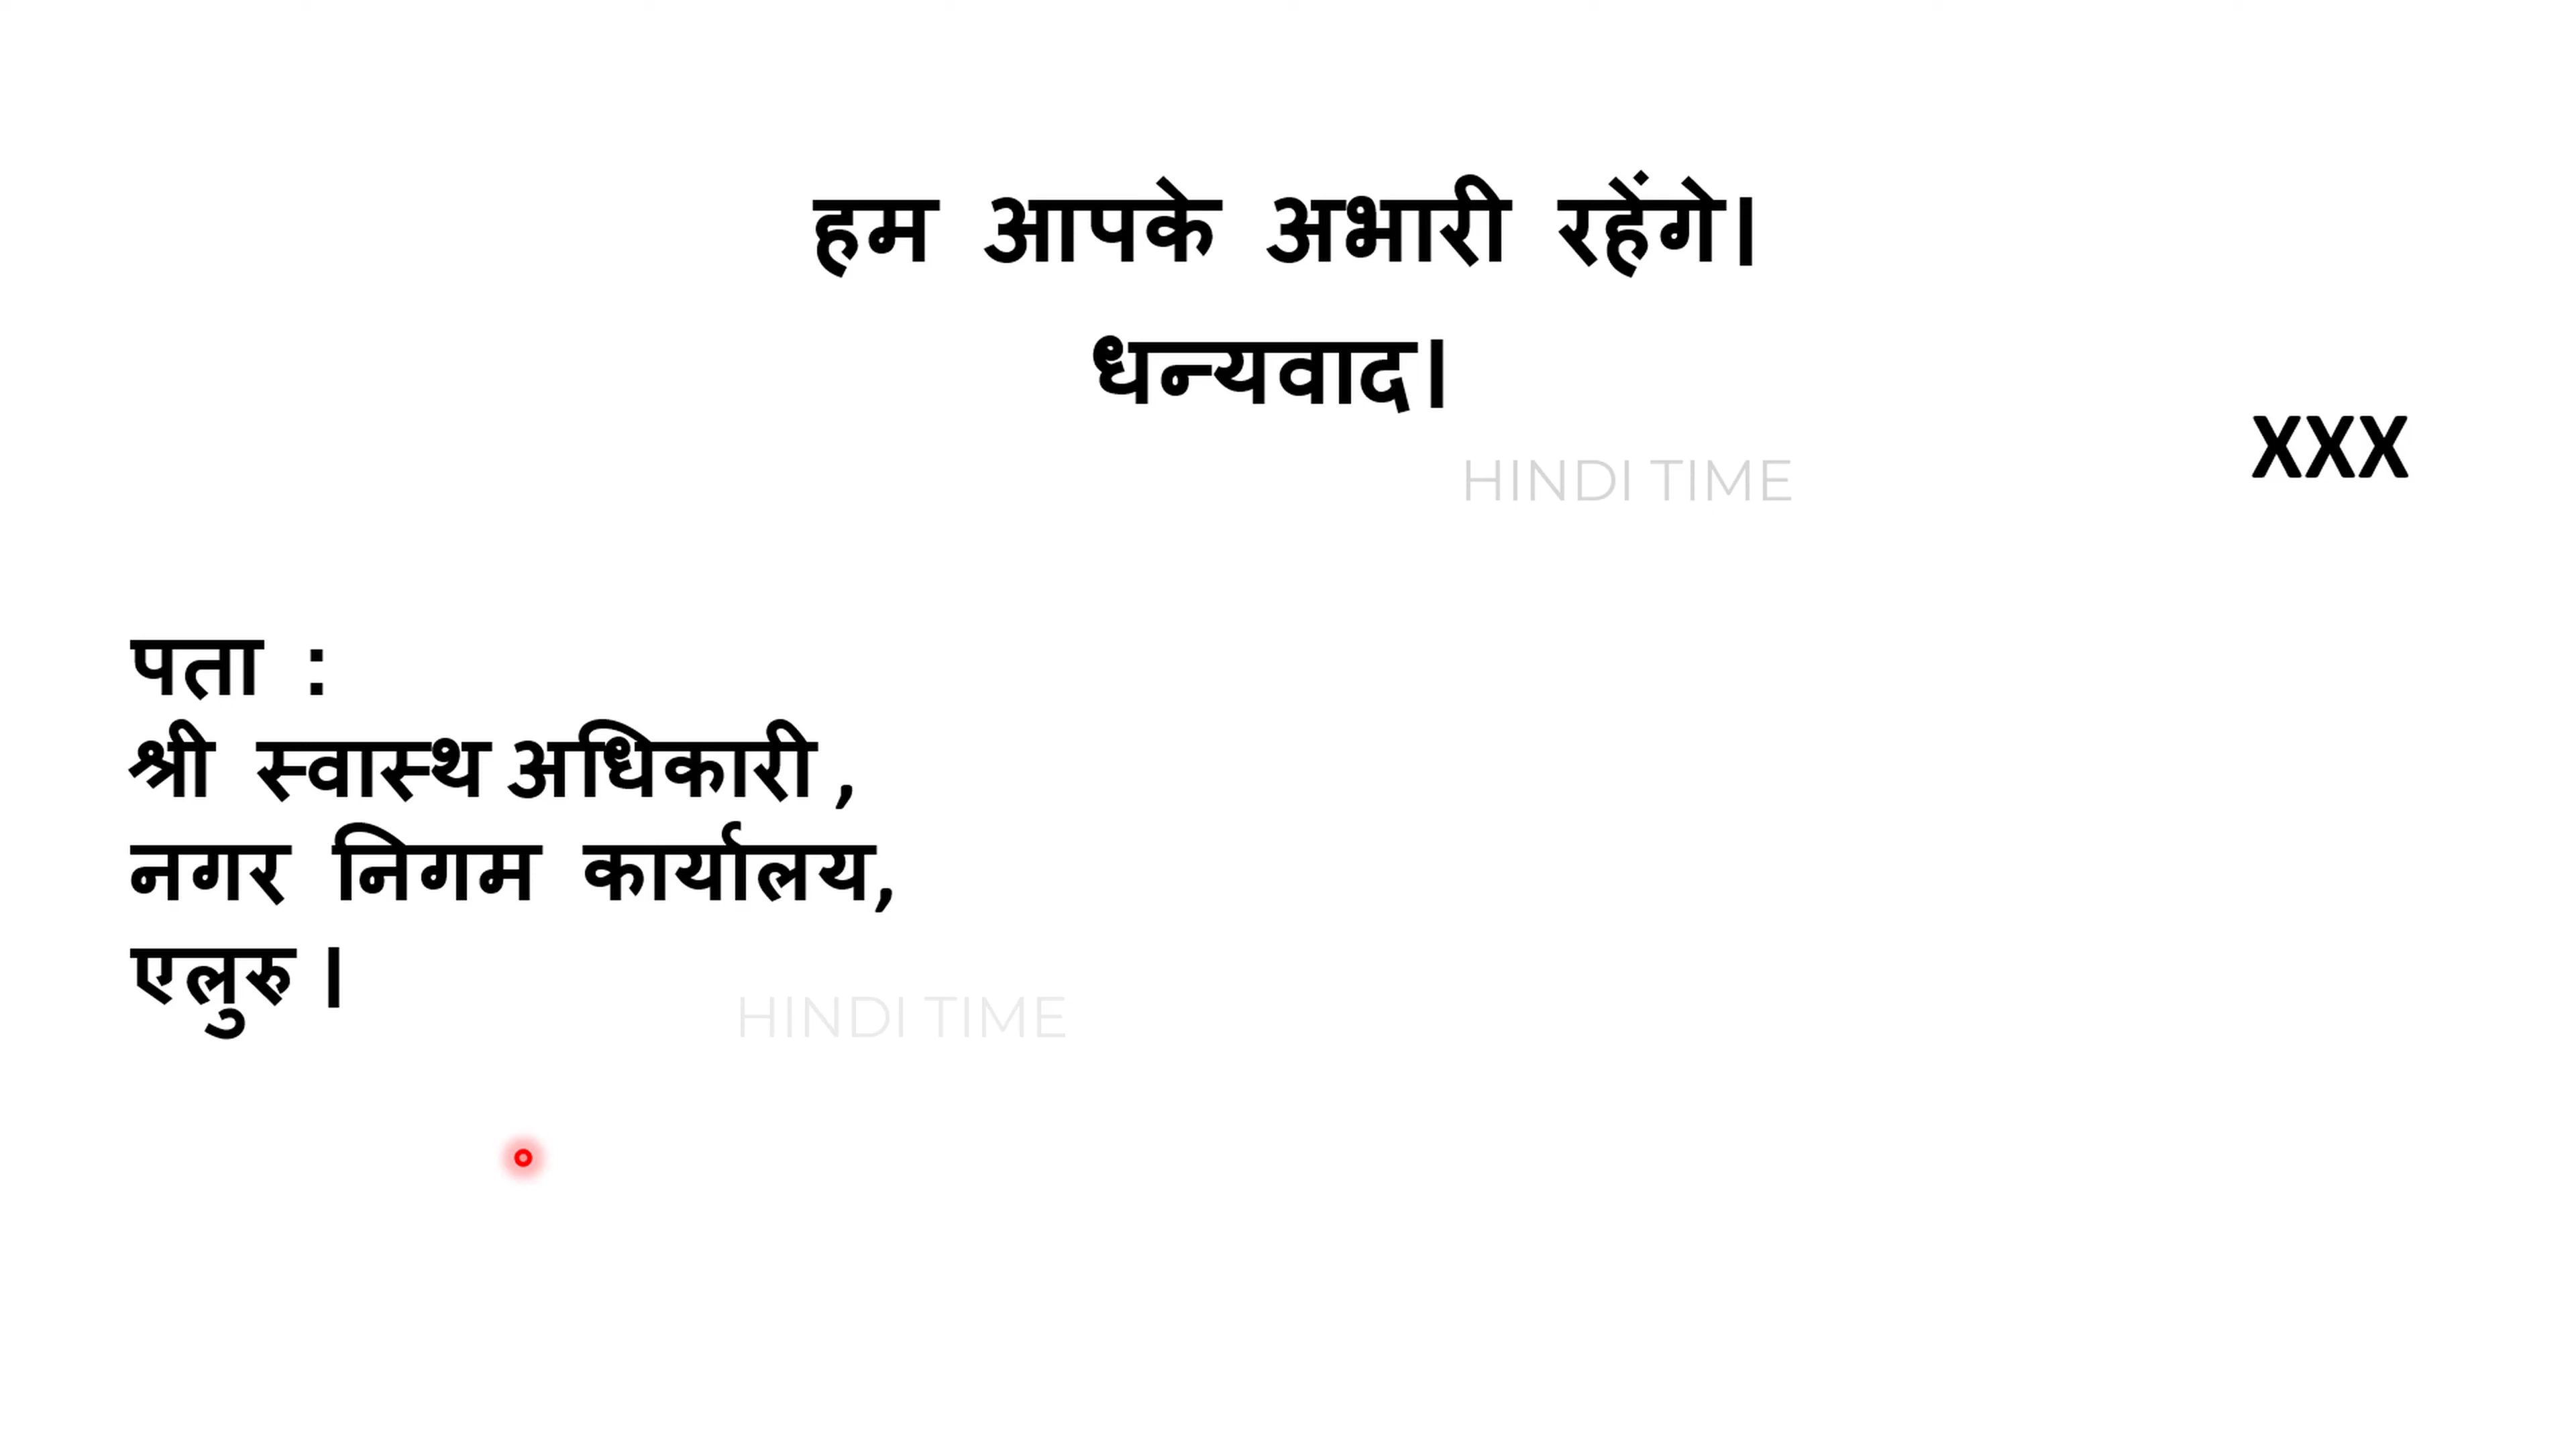 हम आपके अभारी रहेंगे।
धन्यवाद।
XXX
HINDI TIME
पता :
श्री स्वास्थ अधिकारी ,
नगर निगम कार्यालय,
एलुरु ।
HINDI TIME